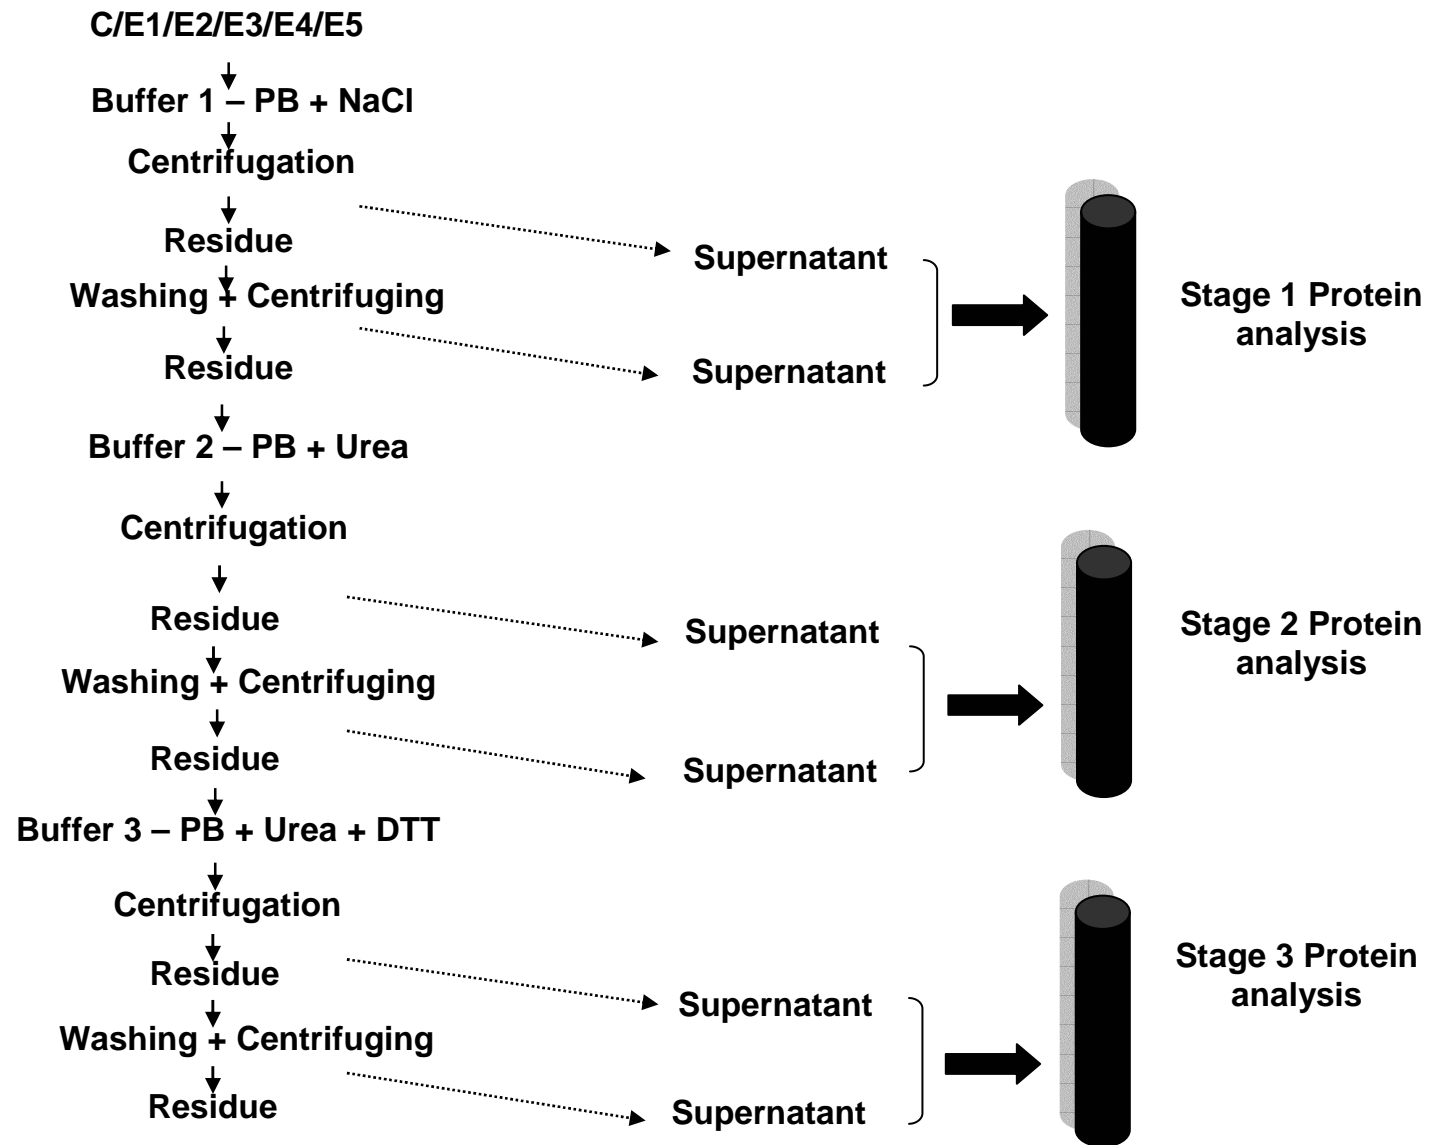 C/E1/E2/E3/E4/E5
Buffer 1 – PB + NaCl
Centrifugation
Residue
Supernatant
Washing + Centrifuging
Stage 1 Protein
analysis
Residue
Supernatant
Buffer 2 – PB + Urea
Centrifugation
Residue
Supernatant
Stage 2 Protein
analysis
Washing + Centrifuging
Residue
Supernatant
Buffer 3 – PB + Urea + DTT
Centrifugation
Residue
Supernatant
Stage 3 Protein
analysis
Washing + Centrifuging
Residue
Supernatant